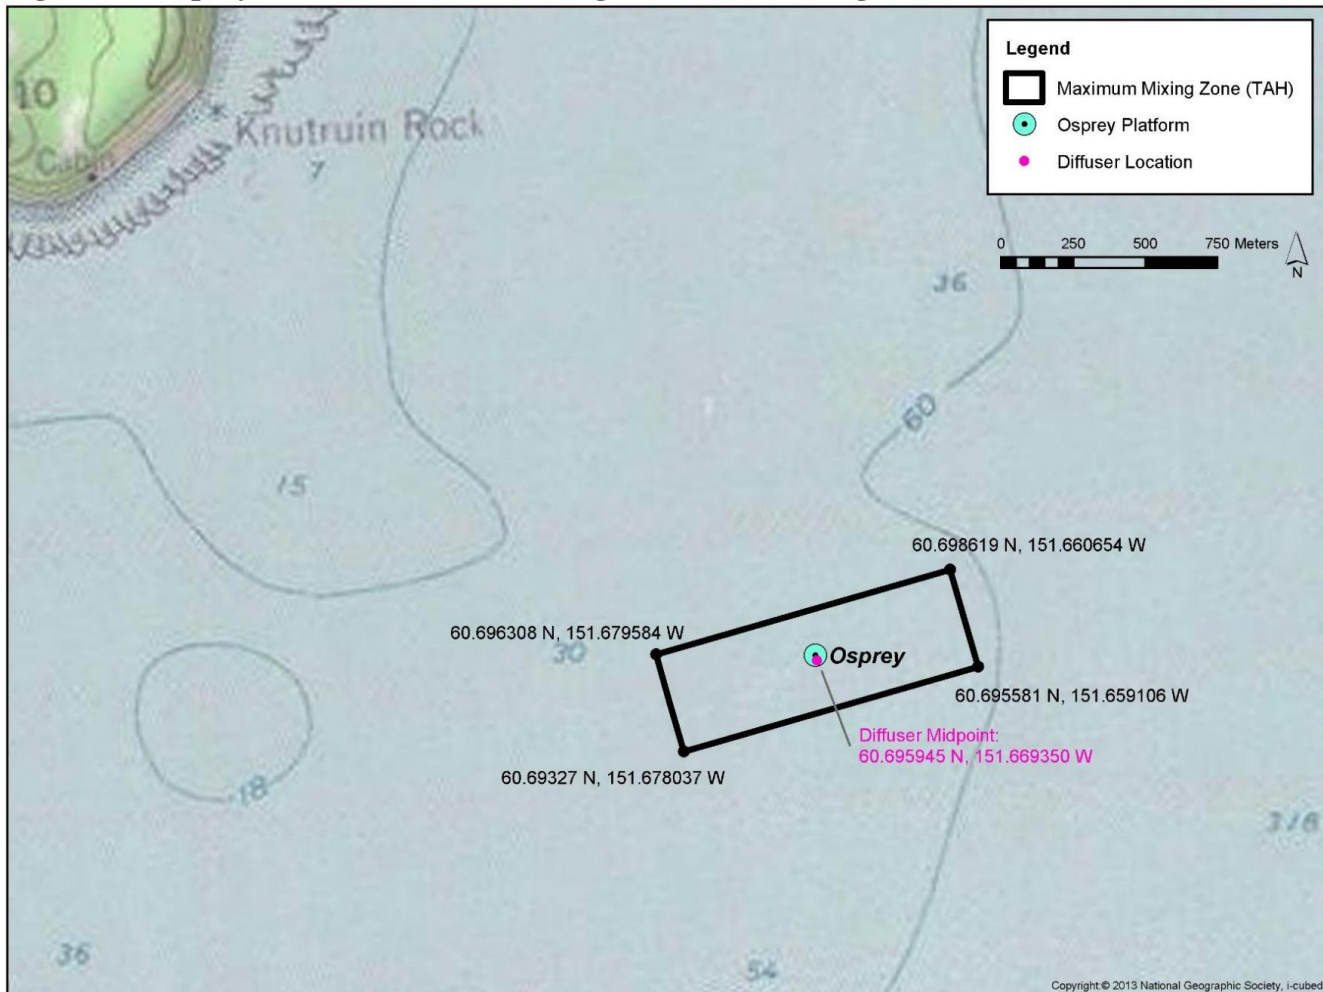 Legend
Maximum Mixing Zone (TAH)
Osprey Platform
Diffuser Location
0 250 500 750 Meters
N
10
Knutruin Rock
7
36
60
15
60.698619 N, 151.660654 W
60.696308 N, 151.679584 W
30
Osprey
60.695581 N, 151.659106 W
Diffuser Midpoint:
60.695945 N, 151.669350 W
60.69327 N, 151.678037 W
18
36
54
Copyright:© 2013 National Geographic Society, i-cubed